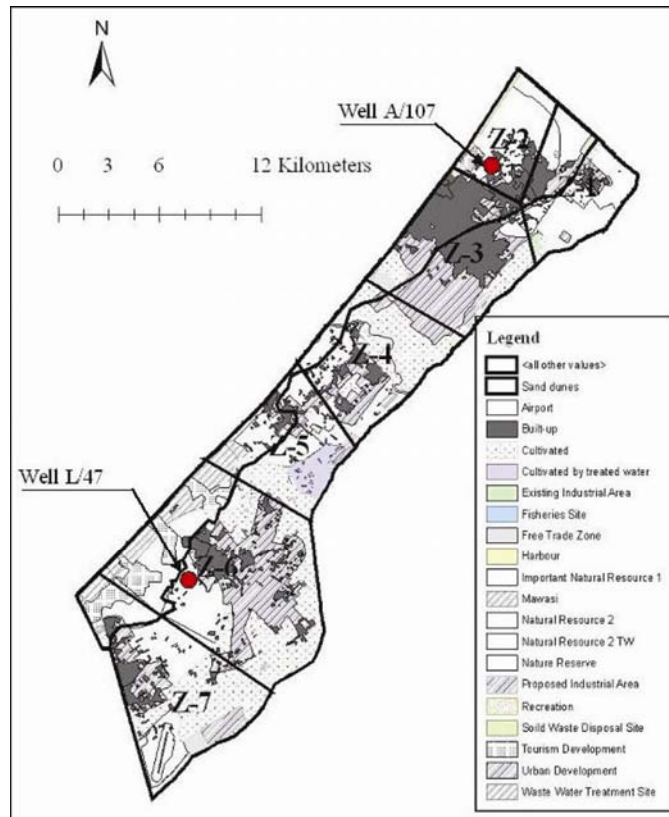 N
Well A/107
0 3 6 12 Kilometers
Z-2
Z-1
Z-3
Z-4
Z-5
Well L/47
Z-6
Z-7
Legend
<all other values>
Sand dunes
Airport
Built-up
Cultivated
Cultivated by treated water
Existing Industrial Area
Fisheries Site
Free Trade Zone
Harbour
Important Natural Resource 1
Mawasi
Natural Resource 2
Natural Resource 2 TW
Nature Reserve
Proposed Industrial Area
Recreation
Soild Waste Disposal Site
Tourism Development
Urban Development
Waste Water Treatment Site